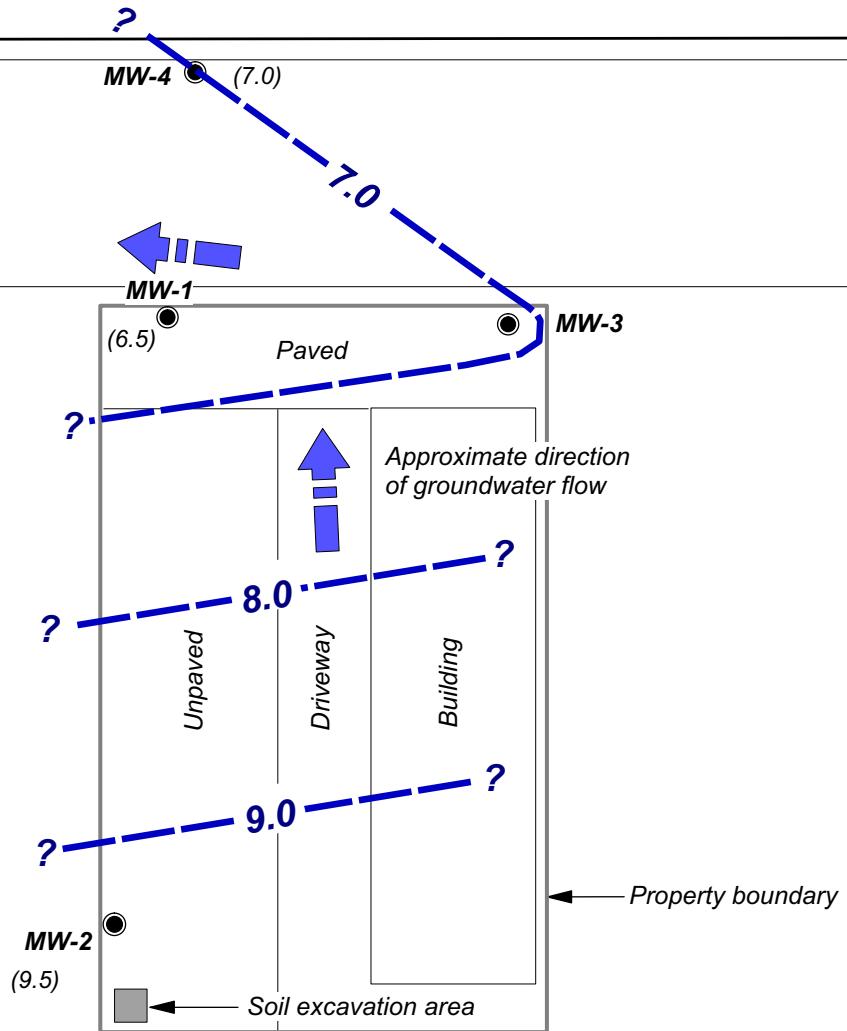 ?
MW-4 (7.0)
7.0
MW-1
(6.5)
MW-3
Paved
?
Approximate direction
of groundwater flow
?
8.0
?
Unpaved
Driveway
Building
?
9.0
?
Property boundary
MW-2
(9.5)
Soil excavation area